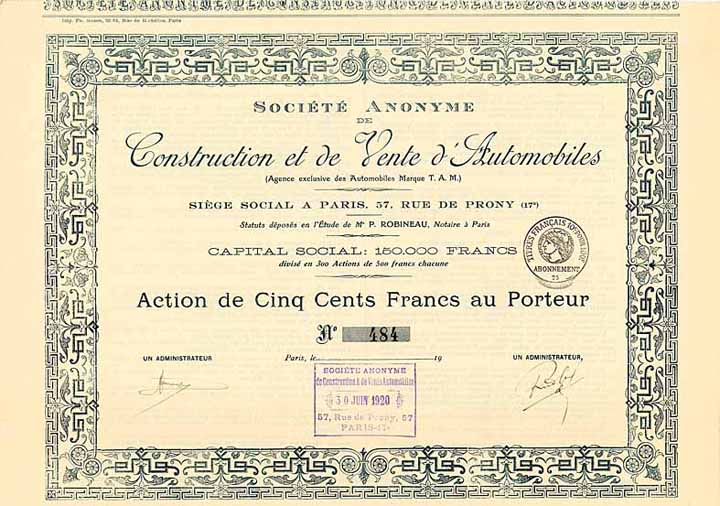 SOCIÉTÉ ANONYME
DE
Construction et de Vente d'Automobiles
(Agence exclusive des Automobiles Marque T. A. M.)
SIÈGE SOCIAL A PARIS, 57, RUE DE PRONY (17e)
Statuts déposés en l'Étude de Me P. ROBINEAU, Notaire à Paris
CAPITAL SOCIAL: 150.000 FRANCS
divisé en 300 Actions de 500 francs chacune
TITRES FRANÇAIS
ABONNEMENT
Action de Cinq Cents Francs au Porteur
No 484
UN ADMINISTRATEUR
Paris, le 19
UN ADMINISTRATEUR,
SOCIÉTÉ ANONYME
de Construction & de Vente Automobiles
30 JUIN 1920
57, Rue de Prony, 57
PARIS-17e